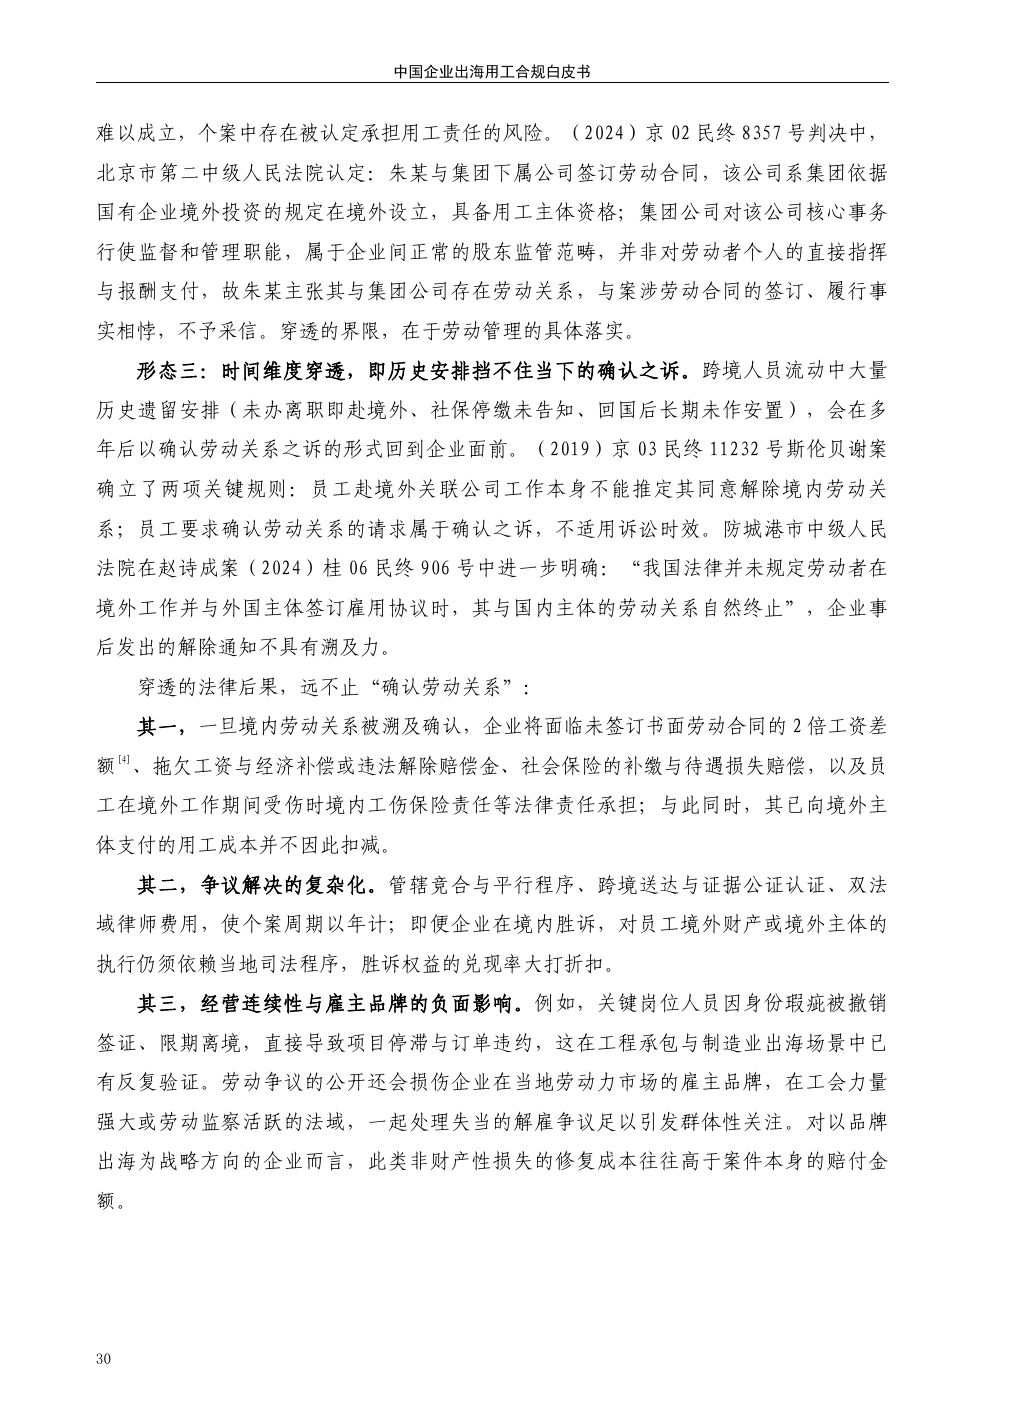 中国企业出海用工合规白皮书
难以成立，个案中存在被认定承担用工责任的风险。（2024）京 02 民终 8357 号判决中，
北京市第二中级人民法院认定：朱某与集团下属公司签订劳动合同，该公司系集团依据
国有企业境外投资的规定在境外设立，具备用工主体资格；集团公司对该公司核心事务
行使监督和管理职能，属于企业间正常的股东监管范畴，并非对劳动者个人的直接指挥
与报酬支付，故朱某主张其与集团公司存在劳动关系，与案涉劳动合同的签订、履行事
实相悖，不予采信。穿透的界限，在于劳动管理的具体落实。
形态三：时间维度穿透，即历史安排挡不住当下的确认之诉。跨境人员流动中大量
历史遗留安排（未办离职即赴境外、社保停缴未告知、回国后长期未作安置），会在多
年后以确认劳动关系之诉的形式回到企业面前。（2019）京 03 民终 11232 号斯伦贝谢案
确立了两项关键规则：员工赴境外关联公司工作本身不能推定其同意解除境内劳动关
系；员工要求确认劳动关系的请求属于确认之诉，不适用诉讼时效。防城港市中级人民
法院在赵诗成案（2024）桂 06 民终 906 号中进一步明确：“我国法律并未规定劳动者在
境外工作并与外国主体签订雇用协议时，其与国内主体的劳动关系自然终止”，企业事
后发出的解除通知不具有溯及力。
穿透的法律后果，远不止“确认劳动关系”：
其一，一旦境内劳动关系被溯及确认，企业将面临未签订书面劳动合同的 2 倍工资差
额[4]、拖欠工资与经济补偿或违法解除赔偿金、社会保险的补缴与待遇损失赔偿，以及员
工在境外工作期间受伤时境内工伤保险责任等法律责任承担；与此同时，其已向境外主
体支付的用工成本并不因此扣减。
其二，争议解决的复杂化。管辖竞合与平行程序、跨境送达与证据公证认证、双法
域律师费用，使个案周期以年计；即便企业在境内胜诉，对员工境外财产或境外主体的
执行仍须依赖当地司法程序，胜诉权益的兑现率大打折扣。
其三，经营连续性与雇主品牌的负面影响。例如，关键岗位人员因身份瑕疵被撤销
签证、限期离境，直接导致项目停滞与订单违约，这在工程承包与制造业出海场景中已
有反复验证。劳动争议的公开还会损伤企业在当地劳动力市场的雇主品牌，在工会力量
强大或劳动监察活跃的法域，一起处理失当的解雇争议足以引发群体性关注。对以品牌
出海为战略方向的企业而言，此类非财产性损失的修复成本往往高于案件本身的赔付金
额。
30